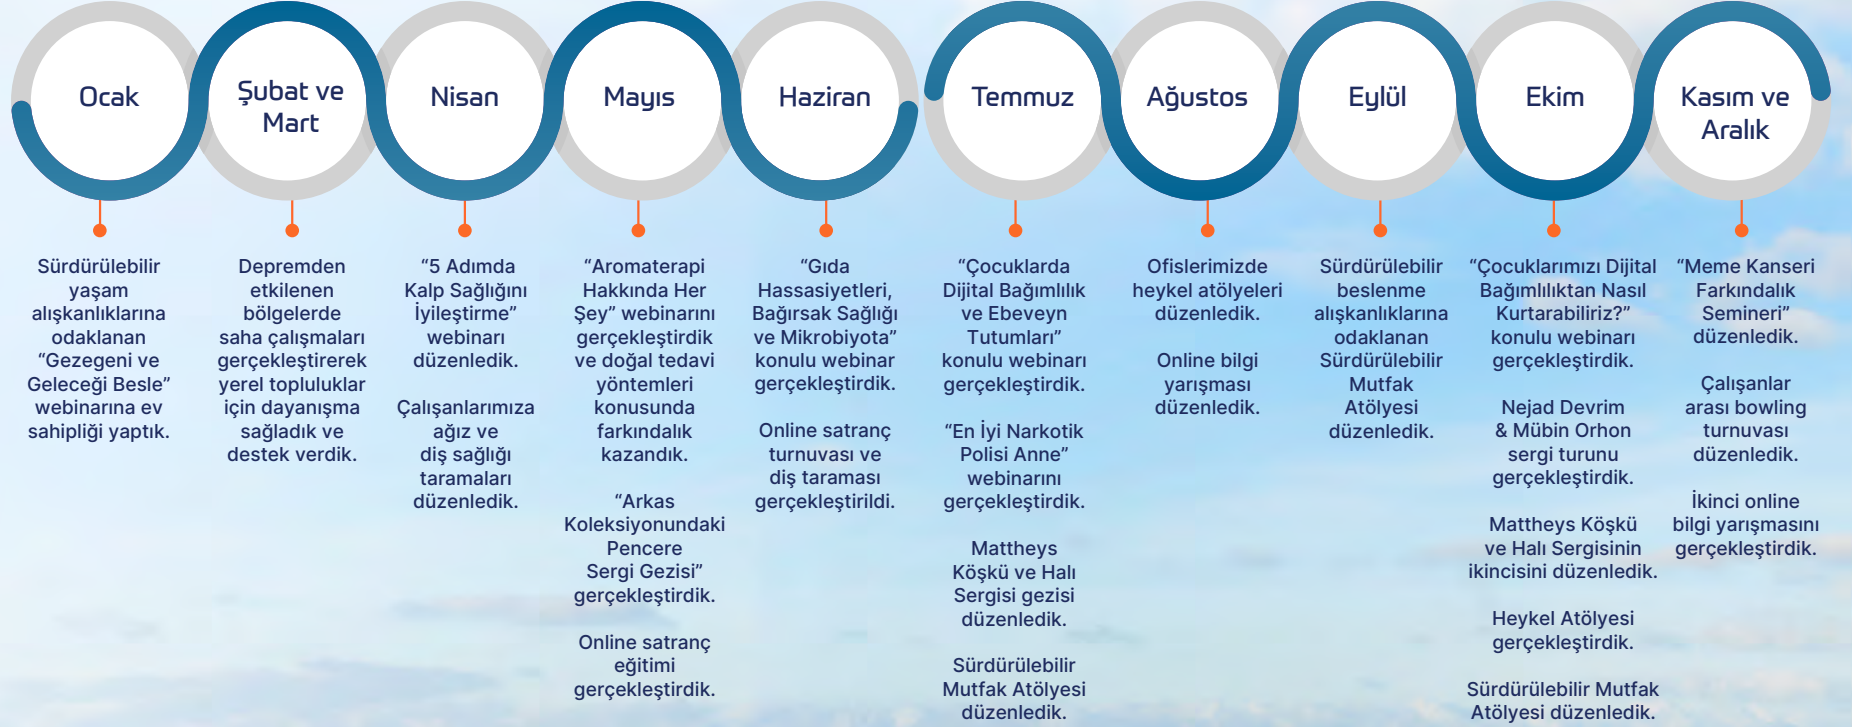 Ocak
Sürdürülebilir
yaşam
alışkanlıklarına
odaklanan
“Gezegeni ve
Geleceği Besle”
webinarına ev
sahipliği yaptık.
Şubat ve
Mart
Depremden
etkilenen
bölgelerde
saha çalışmaları
gerçekleştirerek
yerel topluluklar
için dayanışma
sağladık ve
destek verdik.
Nisan
“5 Adımda
Kalp Sağlığını
İyileştirme”
webinarı
düzenledik.
Çalışanlarımıza
ağız ve
diş sağlığı
taramaları
düzenledik.
Mayıs
“Aromaterapi
Hakkında Her
Şey” webinarını
gerçekleştirdik
ve doğal tedavi
yöntemleri
konusunda
farkındalık
kazandık.
“Arkas
Koleksiyonundaki
Pencere
Sergi Gezisi”
gerçekleştirdik.
Online satranç
eğitimi
gerçekleştirdik.
Haziran
“Gıda
Hassasiyetleri,
Bağırsak Sağlığı
ve Mikrobiyota”
konulu webinar
gerçekleştirdik.
Online satranç
turnuvası ve
diş taraması
gerçekleştirildi.
Temmuz
“Çocuklarda
Dijital Bağımlılık
ve Ebeveyn
Tutumları”
konulu webinarı
gerçekleştirdik.
“En İyi Narkotik
Polisi Anne”
webinarını
gerçekleştirdik.
Mattheys
Köşkü ve Halı
Sergisi gezisi
düzenledik.
Sürdürülebilir
Mutfak Atölyesi
düzenledik.
Ağustos
Ofislerimizde
heykel atölyeleri
düzenledik.
Online bilgi
yarışması
düzenledik.
Eylül
Sürdürülebilir
beslenme
alışkanlıklarına
odaklanan
Sürdürülebilir
Mutfak
Atölyesi
düzenledik.
Ekim
“Çocuklarımızı Dijital
Bağımlılıktan Nasıl
Kurtarabiliriz?”
konulu webinarı
gerçekleştirdik.
Nejad Devrim
& Mübin Orhon
sergi turunu
gerçekleştirdik.
Mattheys Köşkü
ve Halı Sergisinin
ikincisini düzenledik.
Heykel Atölyesi
gerçekleştirdik.
Sürdürülebilir Mutfak
Atölyesi düzenledik.
Kasım ve
Aralık
“Meme Kanseri
Farkındalık
Semineri”
düzenledik.
Çalışanlar
arası bowling
turnuvası
düzenledik.
İkinci online
bilgi yarışmasını
gerçekleştirdik.